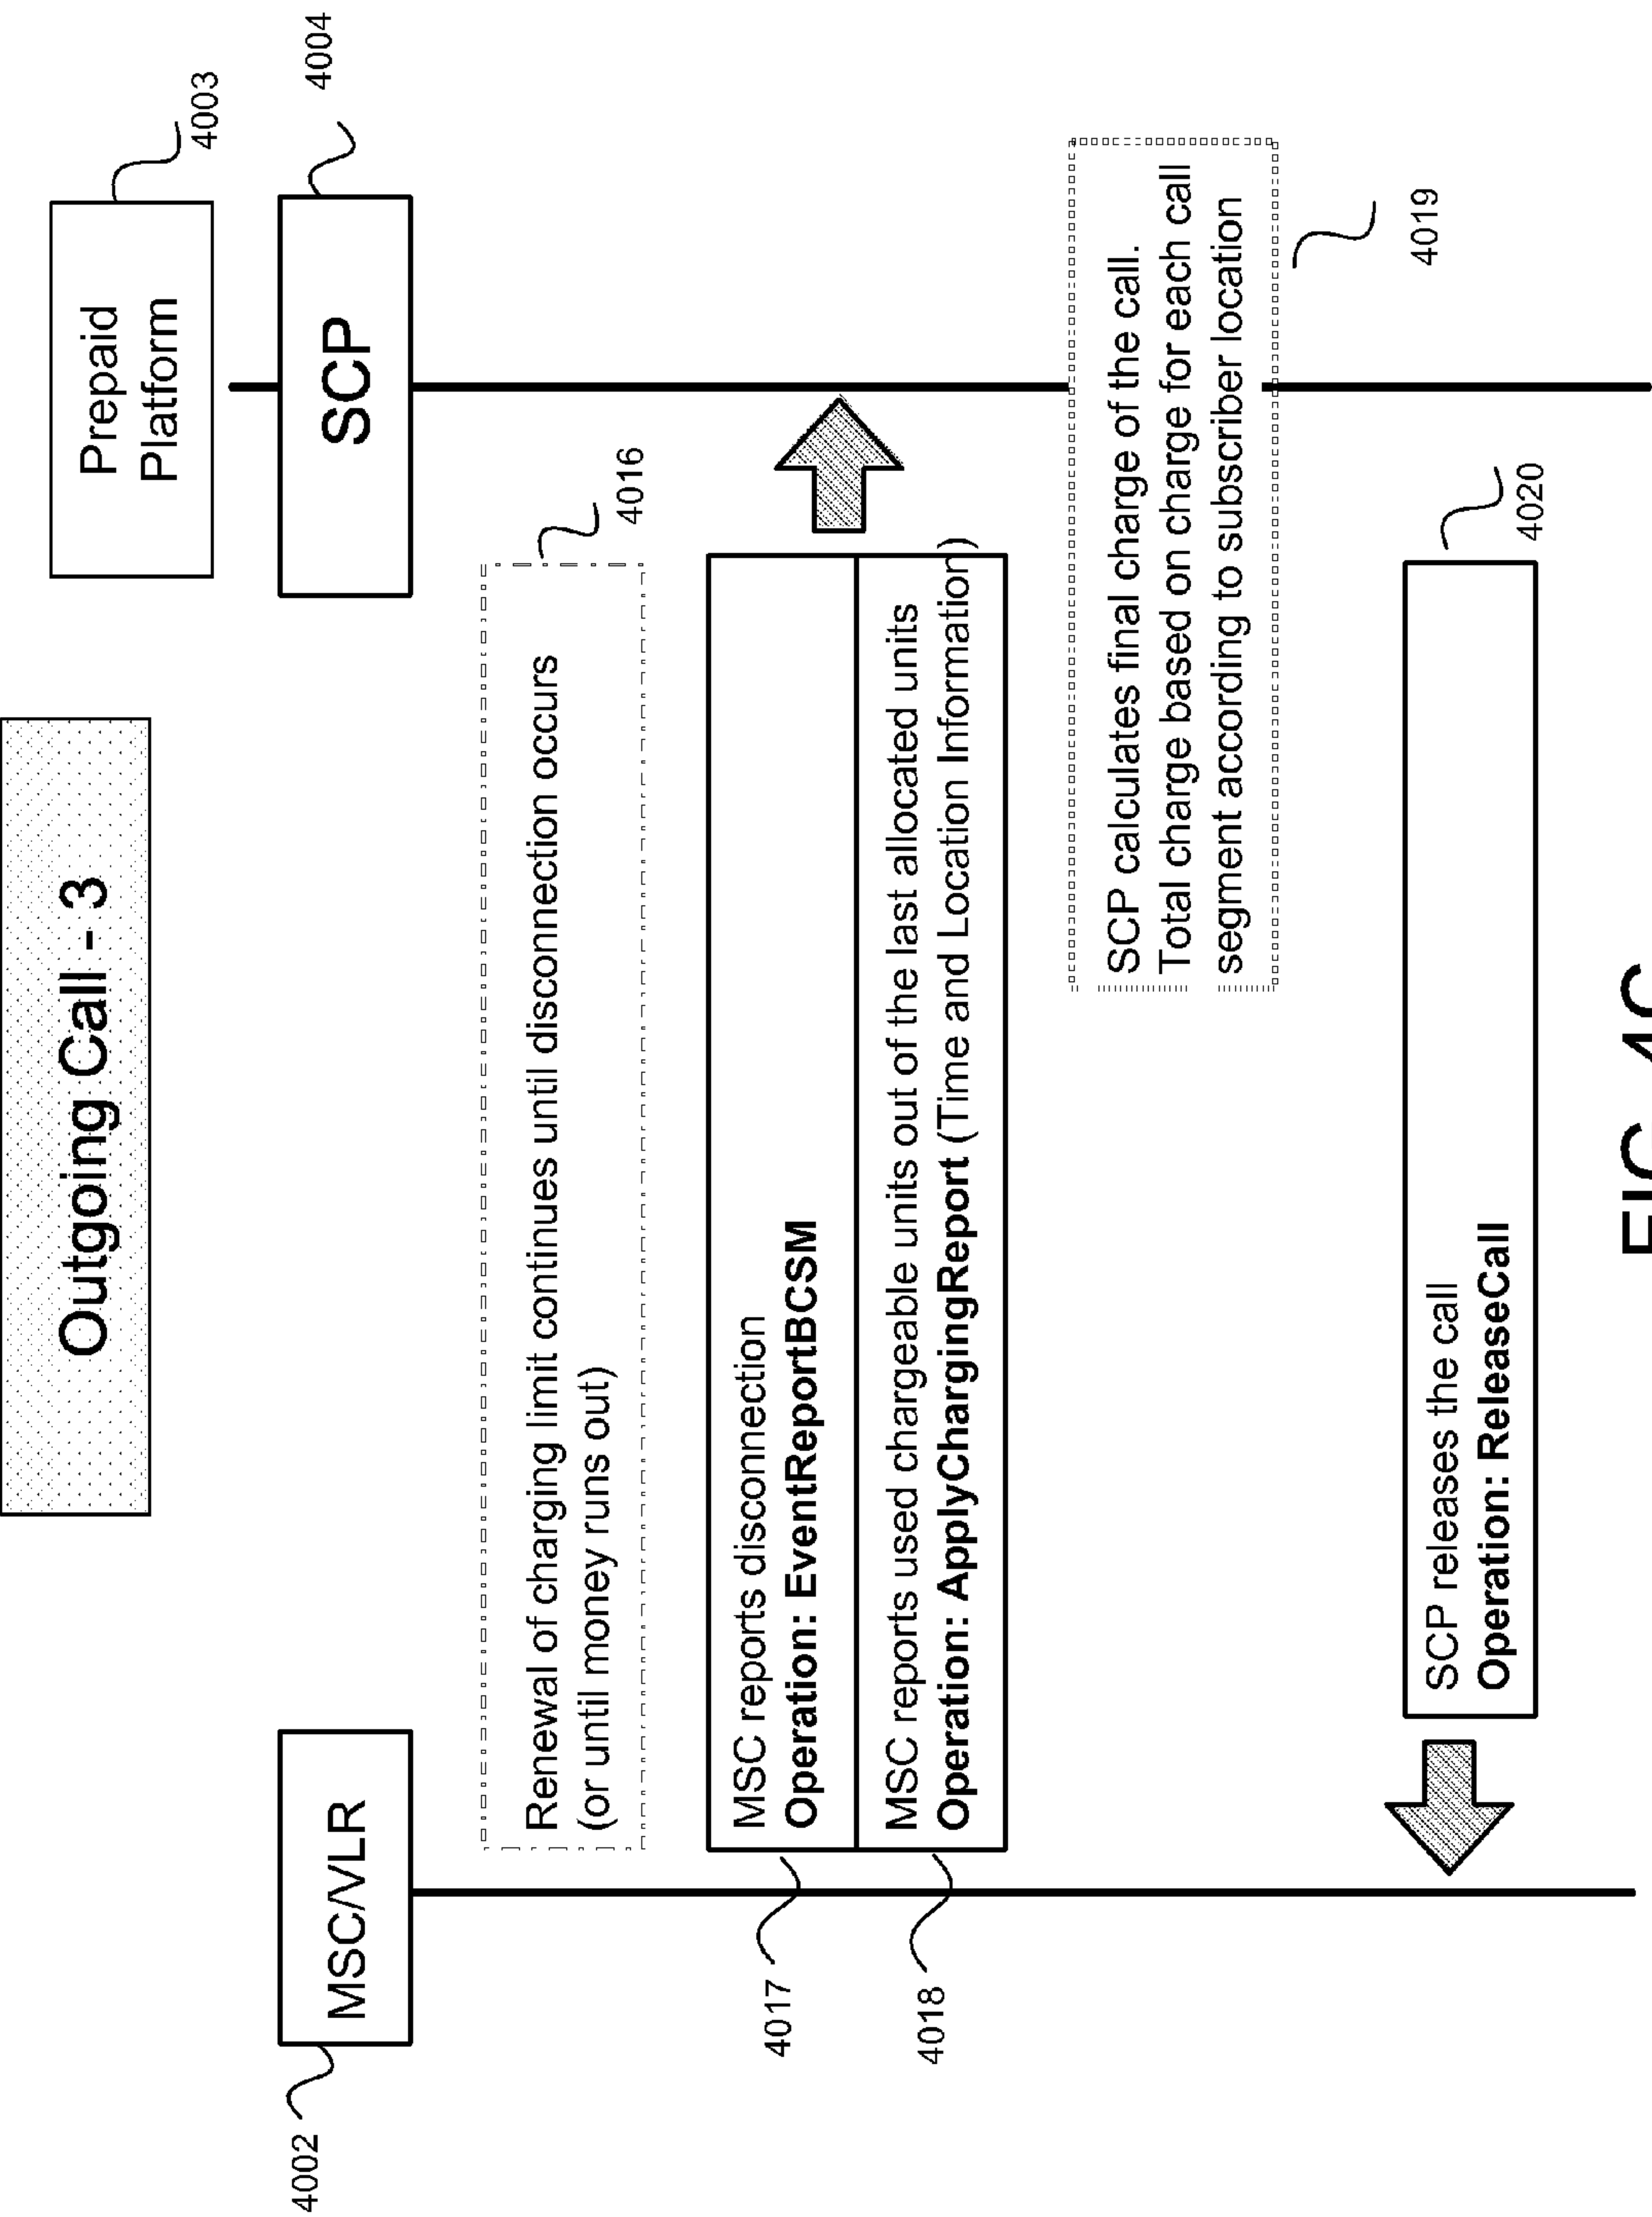 Outgoing Call - 3
Prepaid
Platform
4003
4002
MSC/VLR
SCP
4004
Renewal of charging limit continues until disconnection occurs
(or until money runs out)
4016
4017
MSC reports disconnection
Operation: EventReportBCSM
4018
MSC reports used chargeable units out of the last allocated units
Operation: ApplyChargingReport (Time and Location Information)
SCP calculates final charge of the call.
Total charge based on charge for each call
segment according to subscriber location
4019
SCP releases the call
Operation: ReleaseCall
4020
FIG. 4C